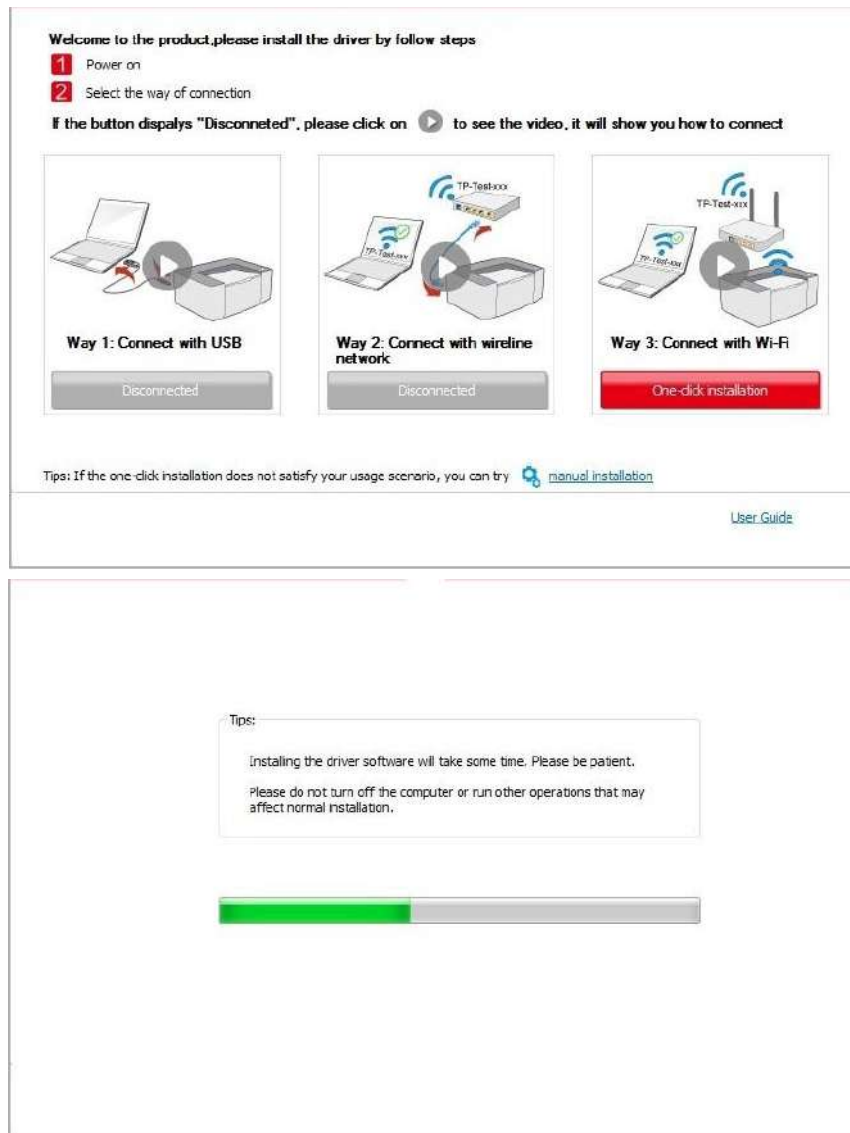 Welcome to the product,please install the driver by follow steps
1 Power on
2 Select the way of connection
If the button dispalys "Disconneted", please click on to see the video, it will show you how to connect
TP-Test-xxx
TP-Test-xxx
TP-Test-xxx
TP-Test-xxx
Way 1: Connect with USB
Way 2: Connect with wireline
network
Way 3: Connect with Wi-Fi
Disconnected
Disconnected
One-click installation
Tips: If the one-click installation does not satisfy your usage scenario, you can try manual installation
User Guide
Tips:
Installing the driver software will take some time. Please be patient.
Please do not turn off the computer or run other operations that may
affect normal installation.